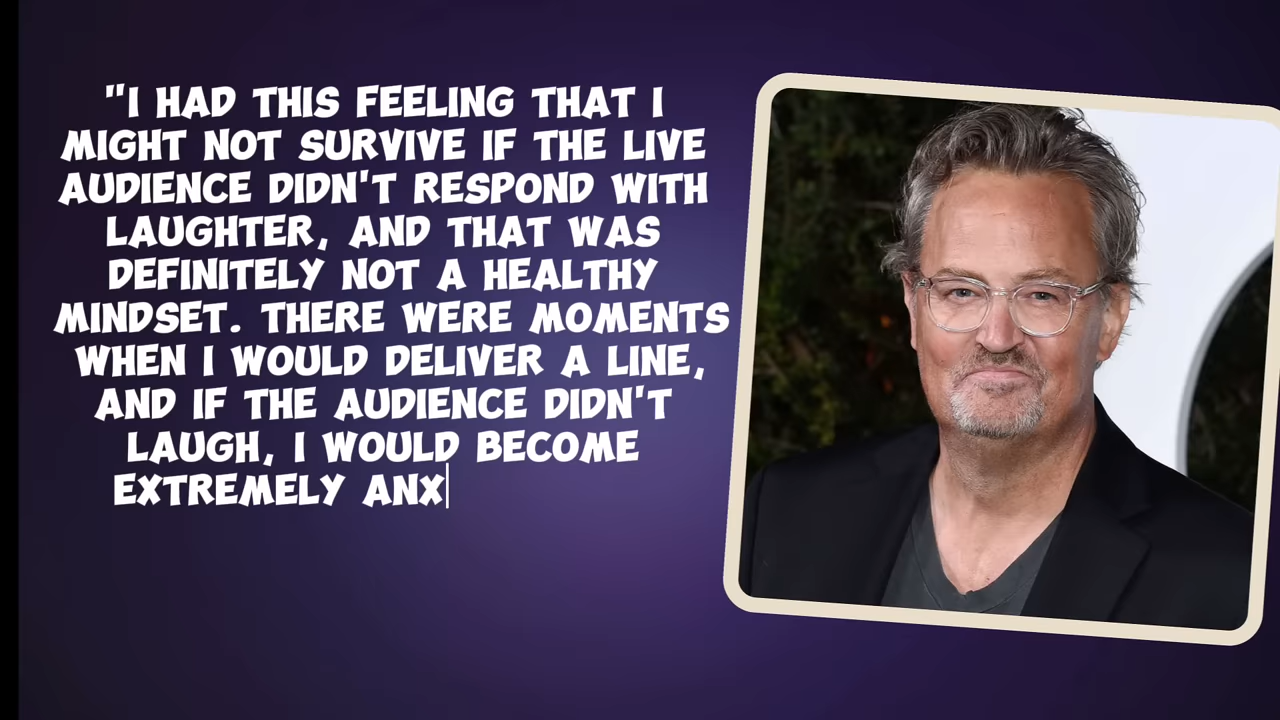 "I HAD THIS FEELING THAT I
MIGHT NOT SURVIVE IF THE LIVE
AUDIENCE DIDN'T RESPOND WITH
LAUGHTER, AND THAT WAS
DEFINITELY NOT A HEALTHY
MINDSET. THERE WERE MOMENTS
WHEN I WOULD DELIVER A LINE,
AND IF THE AUDIENCE DIDN'T
LAUGH, I WOULD BECOME
EXTREMELY ANX